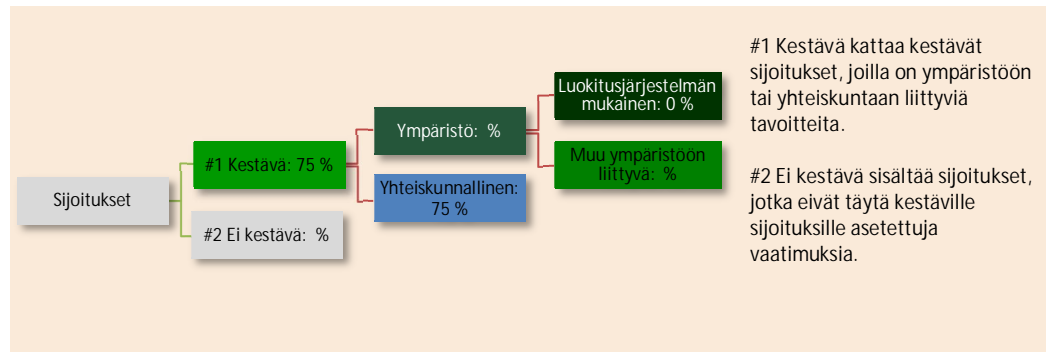 Sijoitukset
#1 Kestävä: 75 %
#2 Ei kestävä:  %
Ympäristö:  %
Yhteiskunnallinen:
75 %
Luokitusjärjestelmän
mukainen: 0 %
Muu ympäristöön
liittyvä:  %
#1 Kestävä kattaa kestävät
sijoitukset, joilla on ympäristöön
tai yhteiskuntaan liittyviä
tavoitteita.
#2 Ei kestävä sisältää sijoitukset,
jotka eivät täytä kestäville
sijoituksille asetettuja
vaatimuksia.